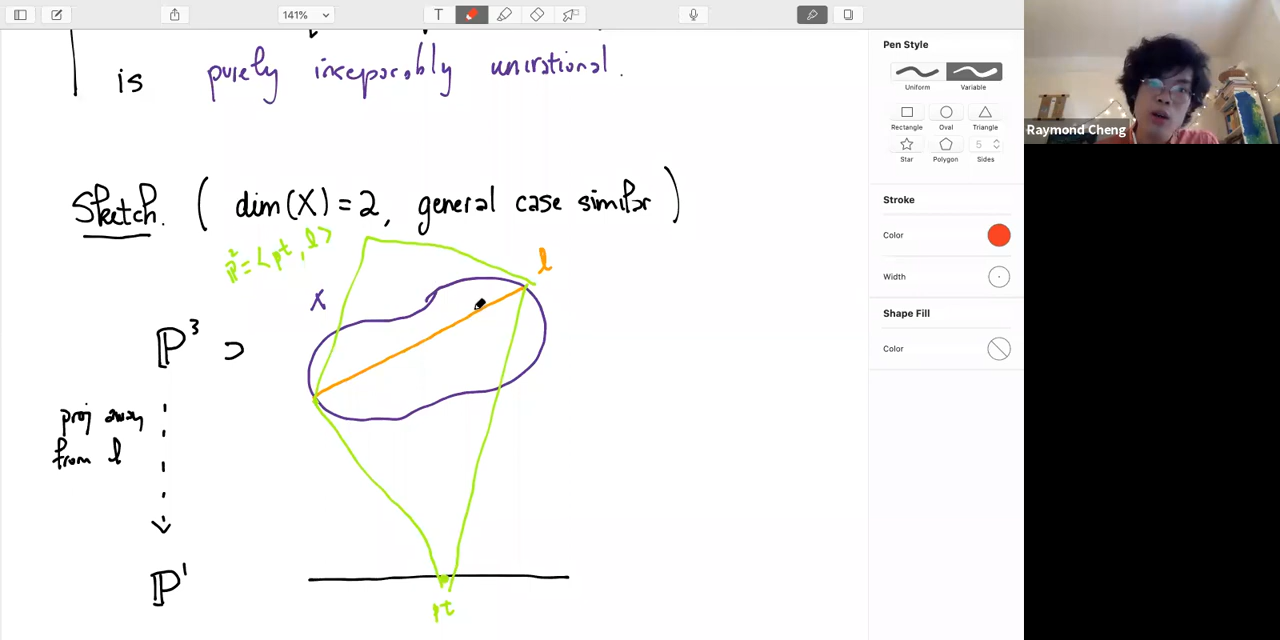 141%
T
is purely inseparably unirational.
Sketch. ( dim(X) = 2, general case similar )
P² = <pt, l>
l
X
P³ ⊃
proj away
from l
P¹
pt
Pen Style
Uniform
Variable
Rectangle
Oval
Triangle
5
Star
Polygon
Sides
Stroke
Color
Width
Shape Fill
Color
Raymond Cheng